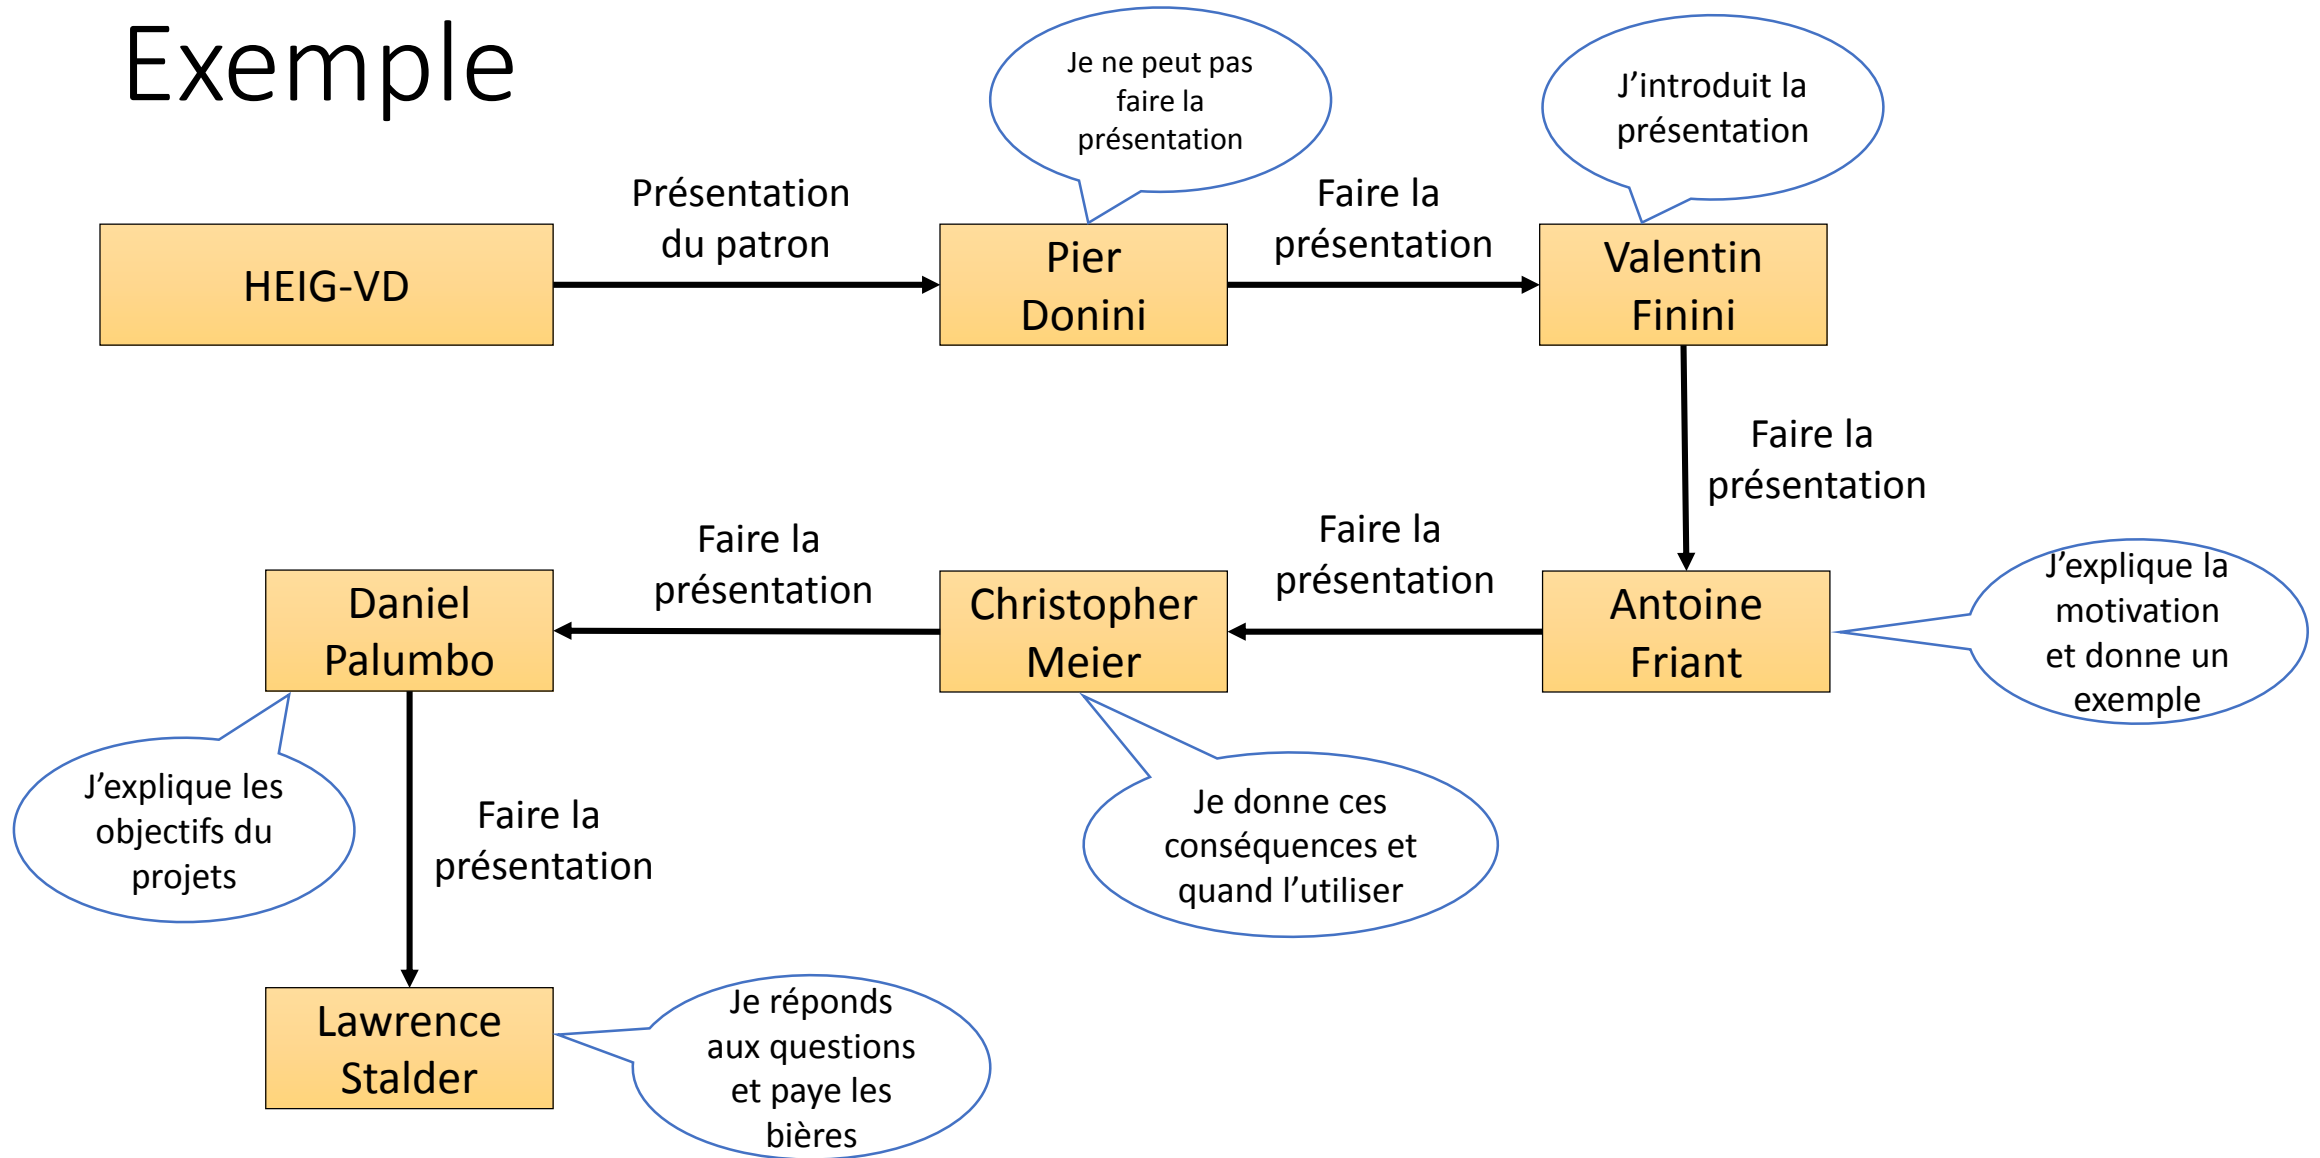 Exemple
Je ne peut pas
faire la
présentation
J'introduit la
présentation
Présentation
du patron
Faire la
présentation
HEIG-VD
Pier
Donini
Valentin
Finini
Faire la
présentation
Faire la
présentation
Faire la
présentation
Daniel
Palumbo
Christopher
Meier
Antoine
Friant
J'explique la
motivation
et donne un
exemple
J'explique les
objectifs du
projets
Faire la
présentation
Je donne ces
conséquences et
quand l'utiliser
Lawrence
Stalder
Je réponds
aux questions
et paye les
bières